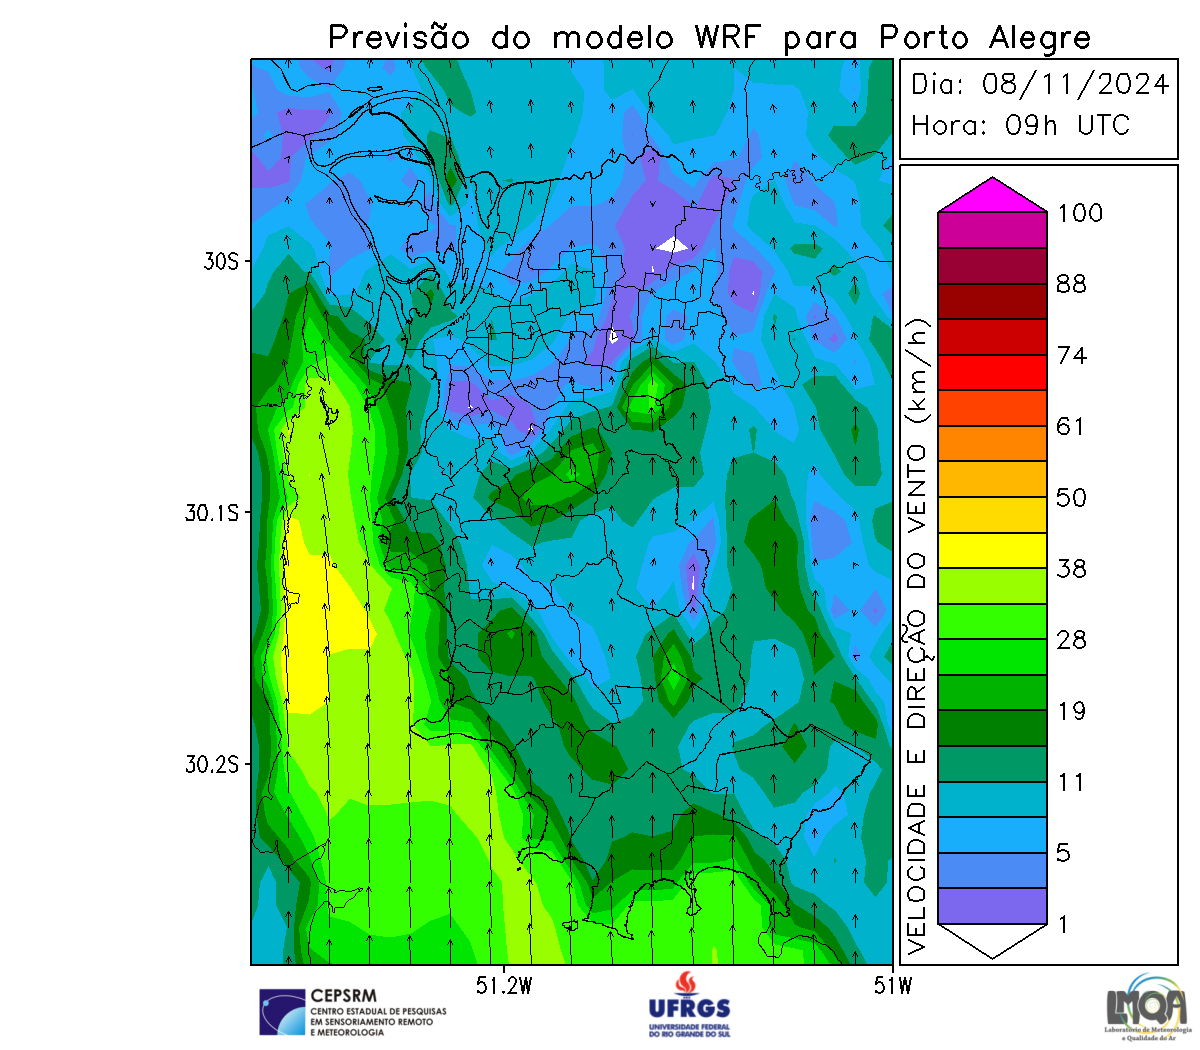 Previsão do modelo WRF para Porto Alegre
Dia: 08/11/2024
Hora: 09h UTC
30S
30.1S
30.2S
51.2W
51W
VELOCIDADE E DIREÇÃO DO VENTO (km/h)
100
88
74
61
50
38
28
19
11
5
1
CEPSRM
CENTRO ESTADUAL DE PESQUISAS
EM SENSORIAMENTO REMOTO
E METEOROLOGIA
UFRGS
UNIVERSIDADE FEDERAL
DO RIO GRANDE DO SUL
LMQA
Laboratório de Meteorologia
e Qualidade do Ar